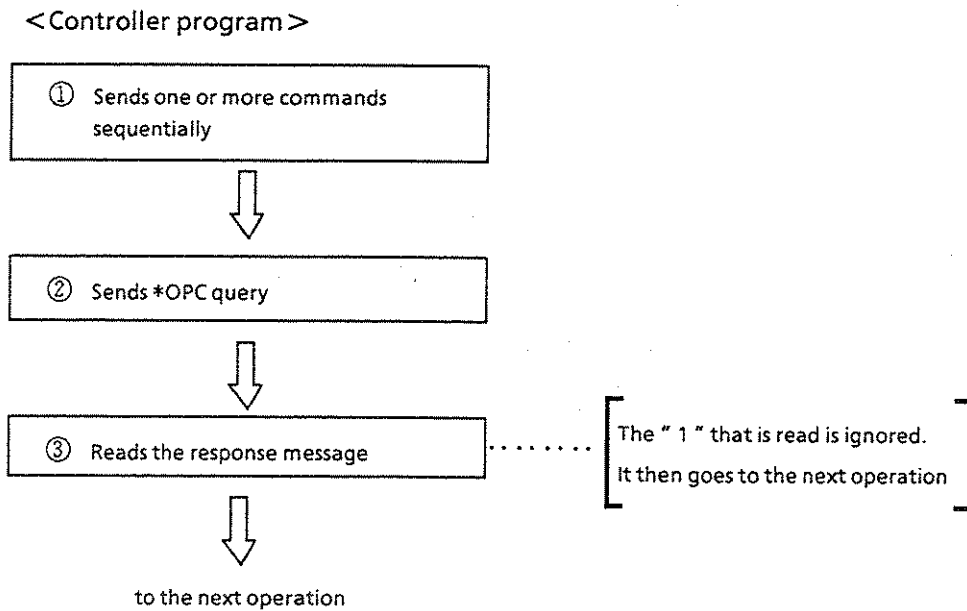 <Controller program>
① Sends one or more commands
sequentially
② Sends *OPC query
③ Reads the response message
The " 1 " that is read is ignored.
It then goes to the next operation
to the next operation